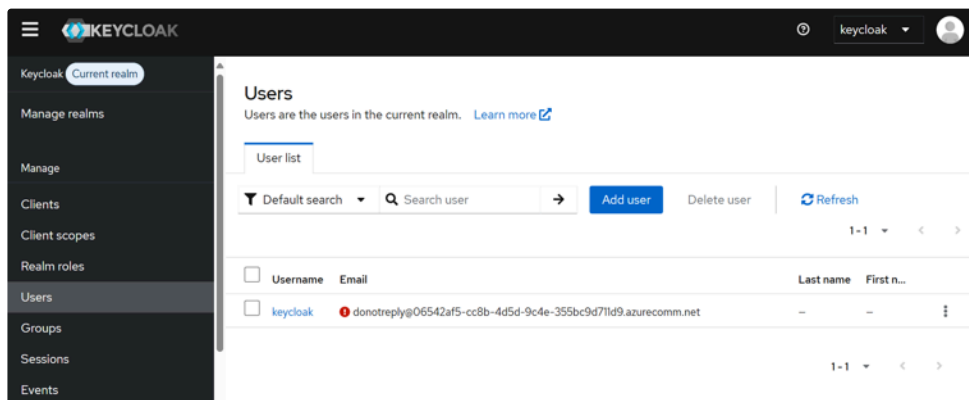 KEYCLOAK
keycloak
Keycloak Current realm
Manage realms
Manage
Clients
Client scopes
Realm roles
Users
Groups
Sessions
Events
Users
Users are the users in the current realm. Learn more
User list
Default search Search user Add user Delete user Refresh
1-1
Username Email Last name First n...
keycloak donotreply@06542af5-cc8b-4d5d-9c4e-355bc9d711d9.azurecomm.net – –
1-1